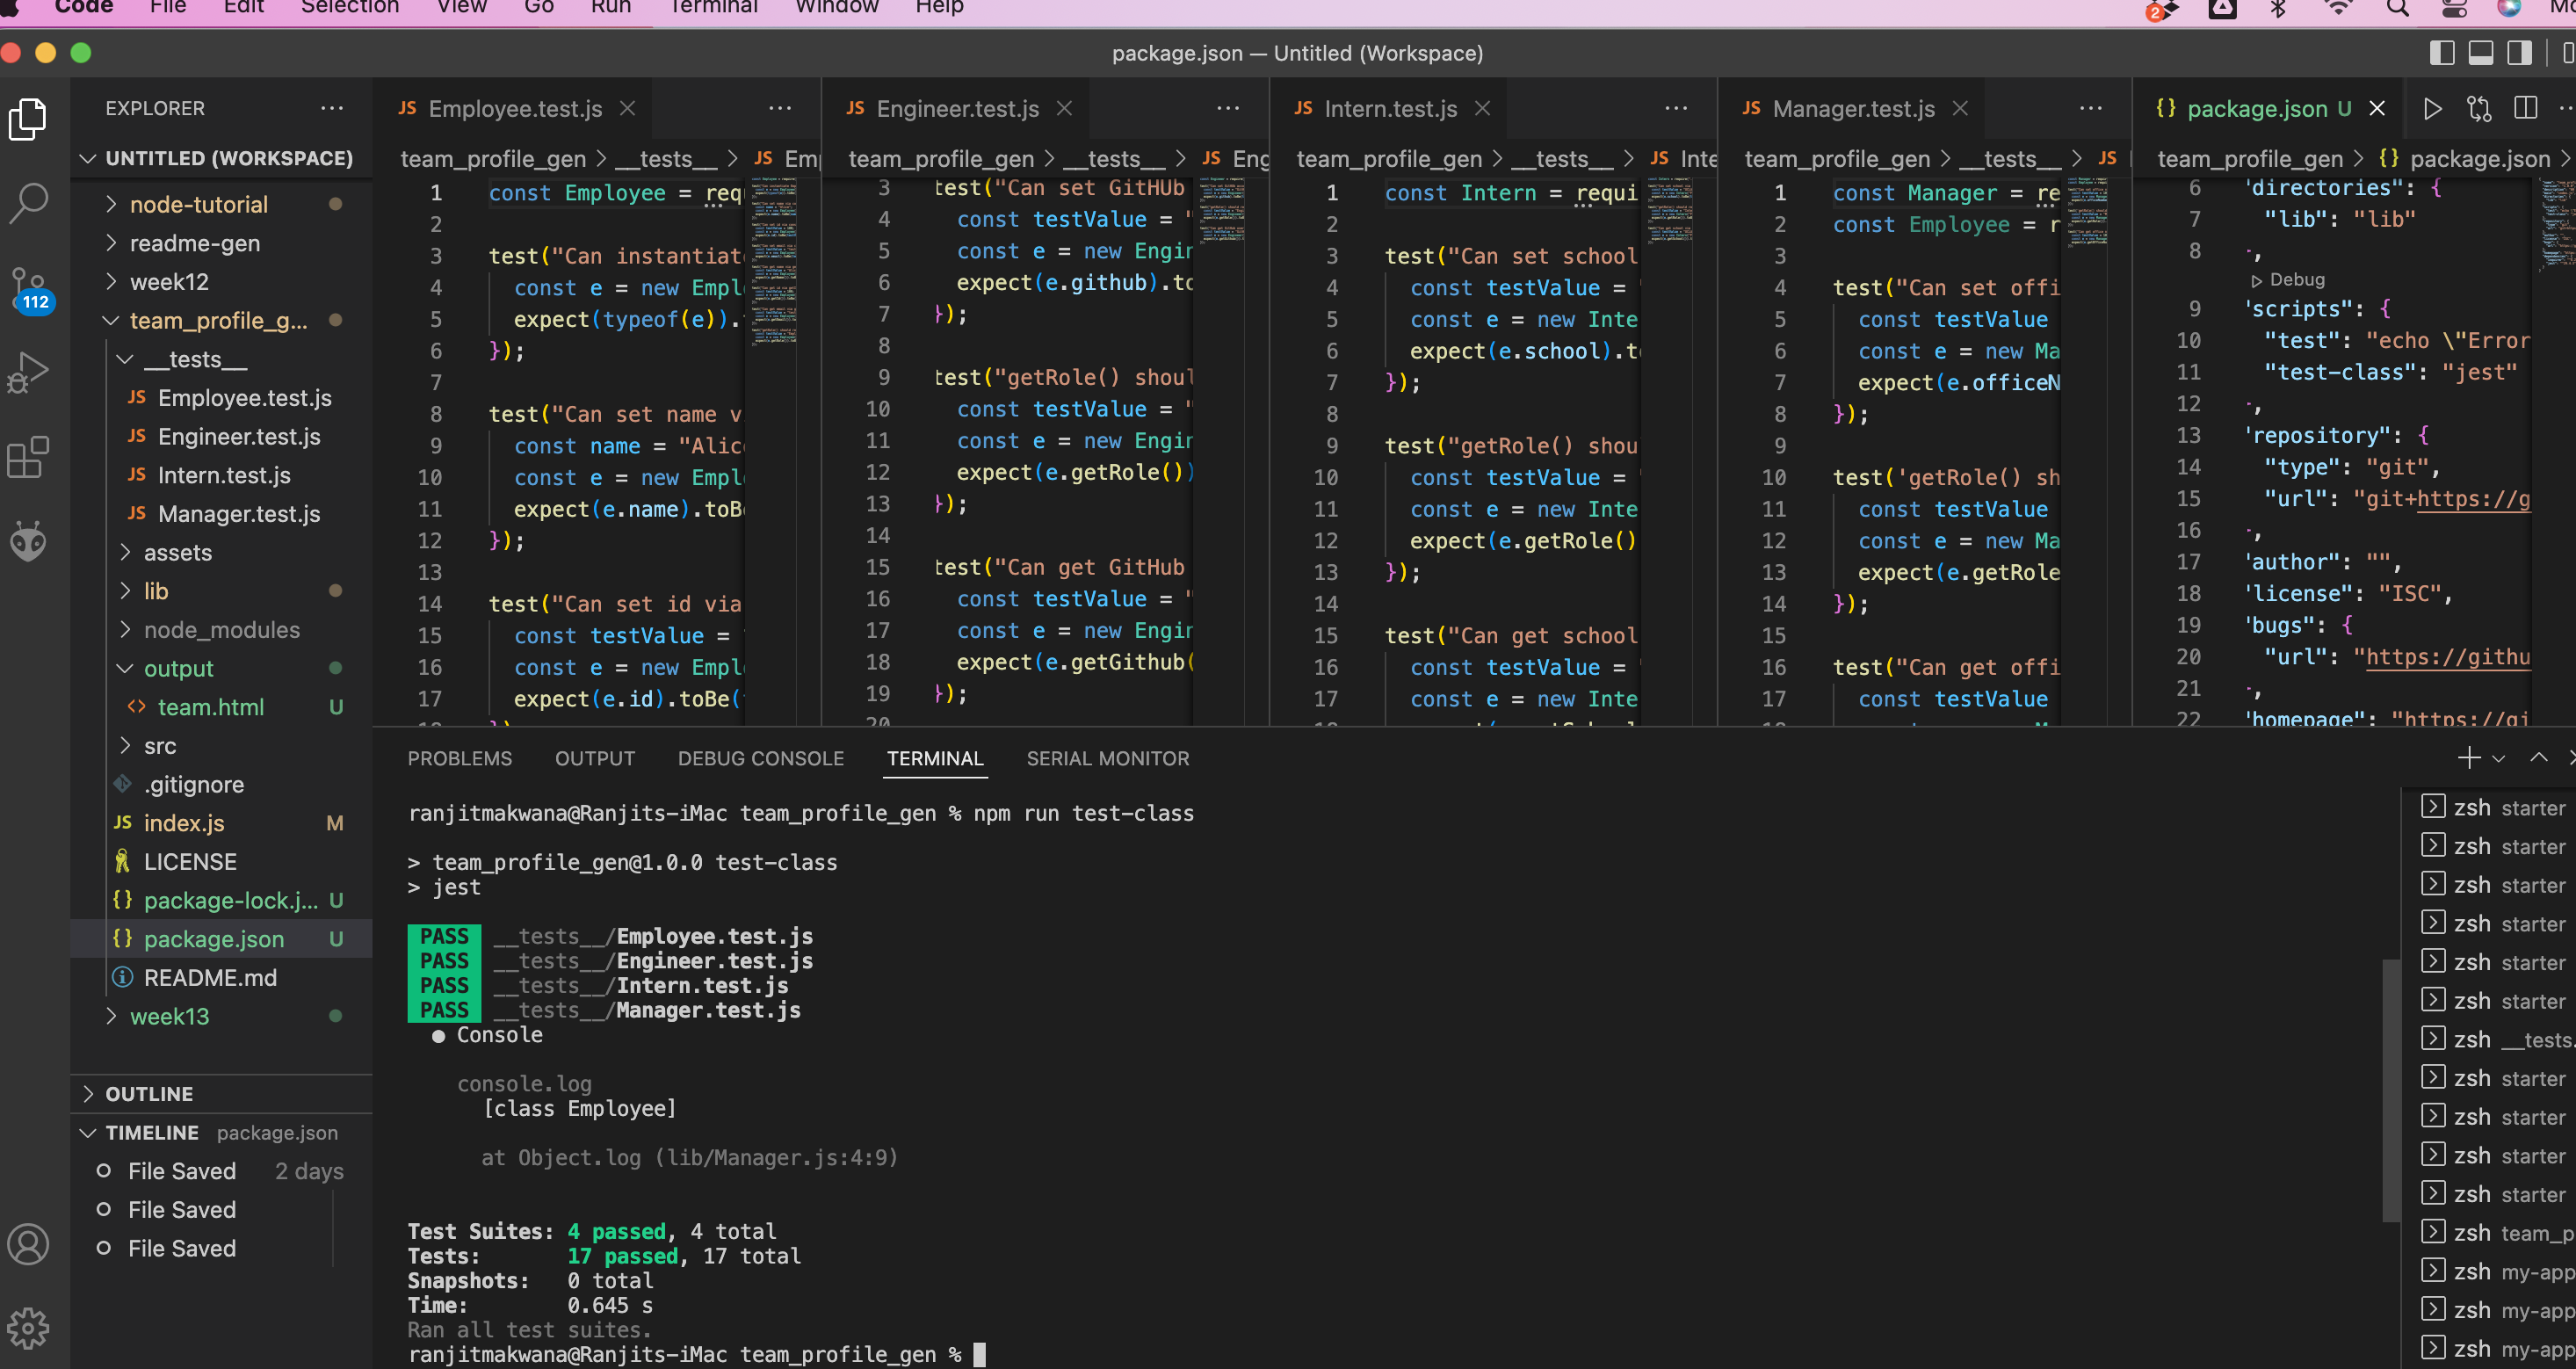 Code File Edit Selection View Go Run Terminal Window Help
2
package.json — Untitled (Workspace)
EXPLORER
UNTITLED (WORKSPACE)
node-tutorial
readme-gen
week12
team_profile_g...
__tests__
JS Employee.test.js
JS Engineer.test.js
JS Intern.test.js
JS Manager.test.js
assets
lib
node_modules
output
<> team.html U
src
.gitignore
JS index.js M
LICENSE
{} package-lock.j... U
{} package.json U
README.md
week13
112
OUTLINE
TIMELINE package.json
File Saved 2 days
File Saved
File Saved
JS Employee.test.js
team_profile_gen > __tests__ > JS Em
1 const Employee = req
2
3 test("Can instantiat
4 const e = new Empl
5 expect(typeof(e)).
6 });
7
8 test("Can set name v
9 const name = "Alic
10 const e = new Empl
11 expect(e.name).toB
12 });
13
14 test("Can set id via
15 const testValue =
16 const e = new Empl
17 expect(e.id).toBe(
JS Engineer.test.js
team_profile_gen > __tests__ > JS Eng
3 test("Can set GitHUb
4 const testValue = "
5 const e = new Engin
6 expect(e.github).to
7 });
8
9 test("getRole() shoul
10 const testValue = "
11 const e = new Engin
12 expect(e.getRole())
13 });
14
15 test("Can get GitHub
16 const testValue = "
17 const e = new Engin
18 expect(e.getGithub(
19 });
20
JS Intern.test.js
team_profile_gen > __tests__ > JS Inte
1 const Intern = requi
2
3 test("Can set school
4 const testValue =
5 const e = new Inte
6 expect(e.school).t
7 });
8
9 test("getRole() shou
10 const testValue =
11 const e = new Inte
12 expect(e.getRole()
13 });
14
15 test("Can get school
16 const testValue =
17 const e = new Inte
JS Manager.test.js
team_profile_gen > __tests__ > JS
1 const Manager = re
2 const Employee = r
3
4 test("Can set offi
5 const testValue
6 const e = new Ma
7 expect(e.officeN
8 });
9
10 test('getRole() sh
11 const testValue
12 const e = new Ma
13 expect(e.getRole
14 });
15
16 test("Can get offi
17 const testValue
{} package.json U
team_profile_gen > {} package.json >
6 "directories": {
7 "lib": "lib"
8 ,
Debug
9 "scripts": {
10 "test": "echo \"Error
11 "test-class": "jest"
12 ,
13 "repository": {
14 "type": "git",
15 "url": "git+https://g
16 ,
17 "author": "",
18 "license": "ISC",
19 "bugs": {
20 "url": "https://githu
21 ,
22 "homepage": "https://gi
PROBLEMS OUTPUT DEBUG CONSOLE TERMINAL SERIAL MONITOR
ranjitmakwana@Ranjits-iMac team_profile_gen % npm run test-class
> team_profile_gen@1.0.0 test-class
> jest
PASS __tests__/Employee.test.js
PASS __tests__/Engineer.test.js
PASS __tests__/Intern.test.js
PASS __tests__/Manager.test.js
● Console
console.log
[class Employee]
at Object.log (lib/Manager.js:4:9)
Test Suites: 4 passed, 4 total
Tests: 17 passed, 17 total
Snapshots: 0 total
Time: 0.645 s
Ran all test suites.
ranjitmakwana@Ranjits-iMac team_profile_gen %
zsh starter
zsh starter
zsh starter
zsh starter
zsh starter
zsh starter
zsh __tests.
zsh starter
zsh starter
zsh starter
zsh starter
zsh team_p
zsh my-app
zsh my-app
zsh my-app